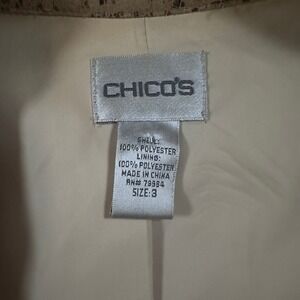 CHICO'S
SHELL:
100% POLYESTER
LINING:
100% POLYESTER
MADE IN CHINA
RN# 79984
SIZE: 3